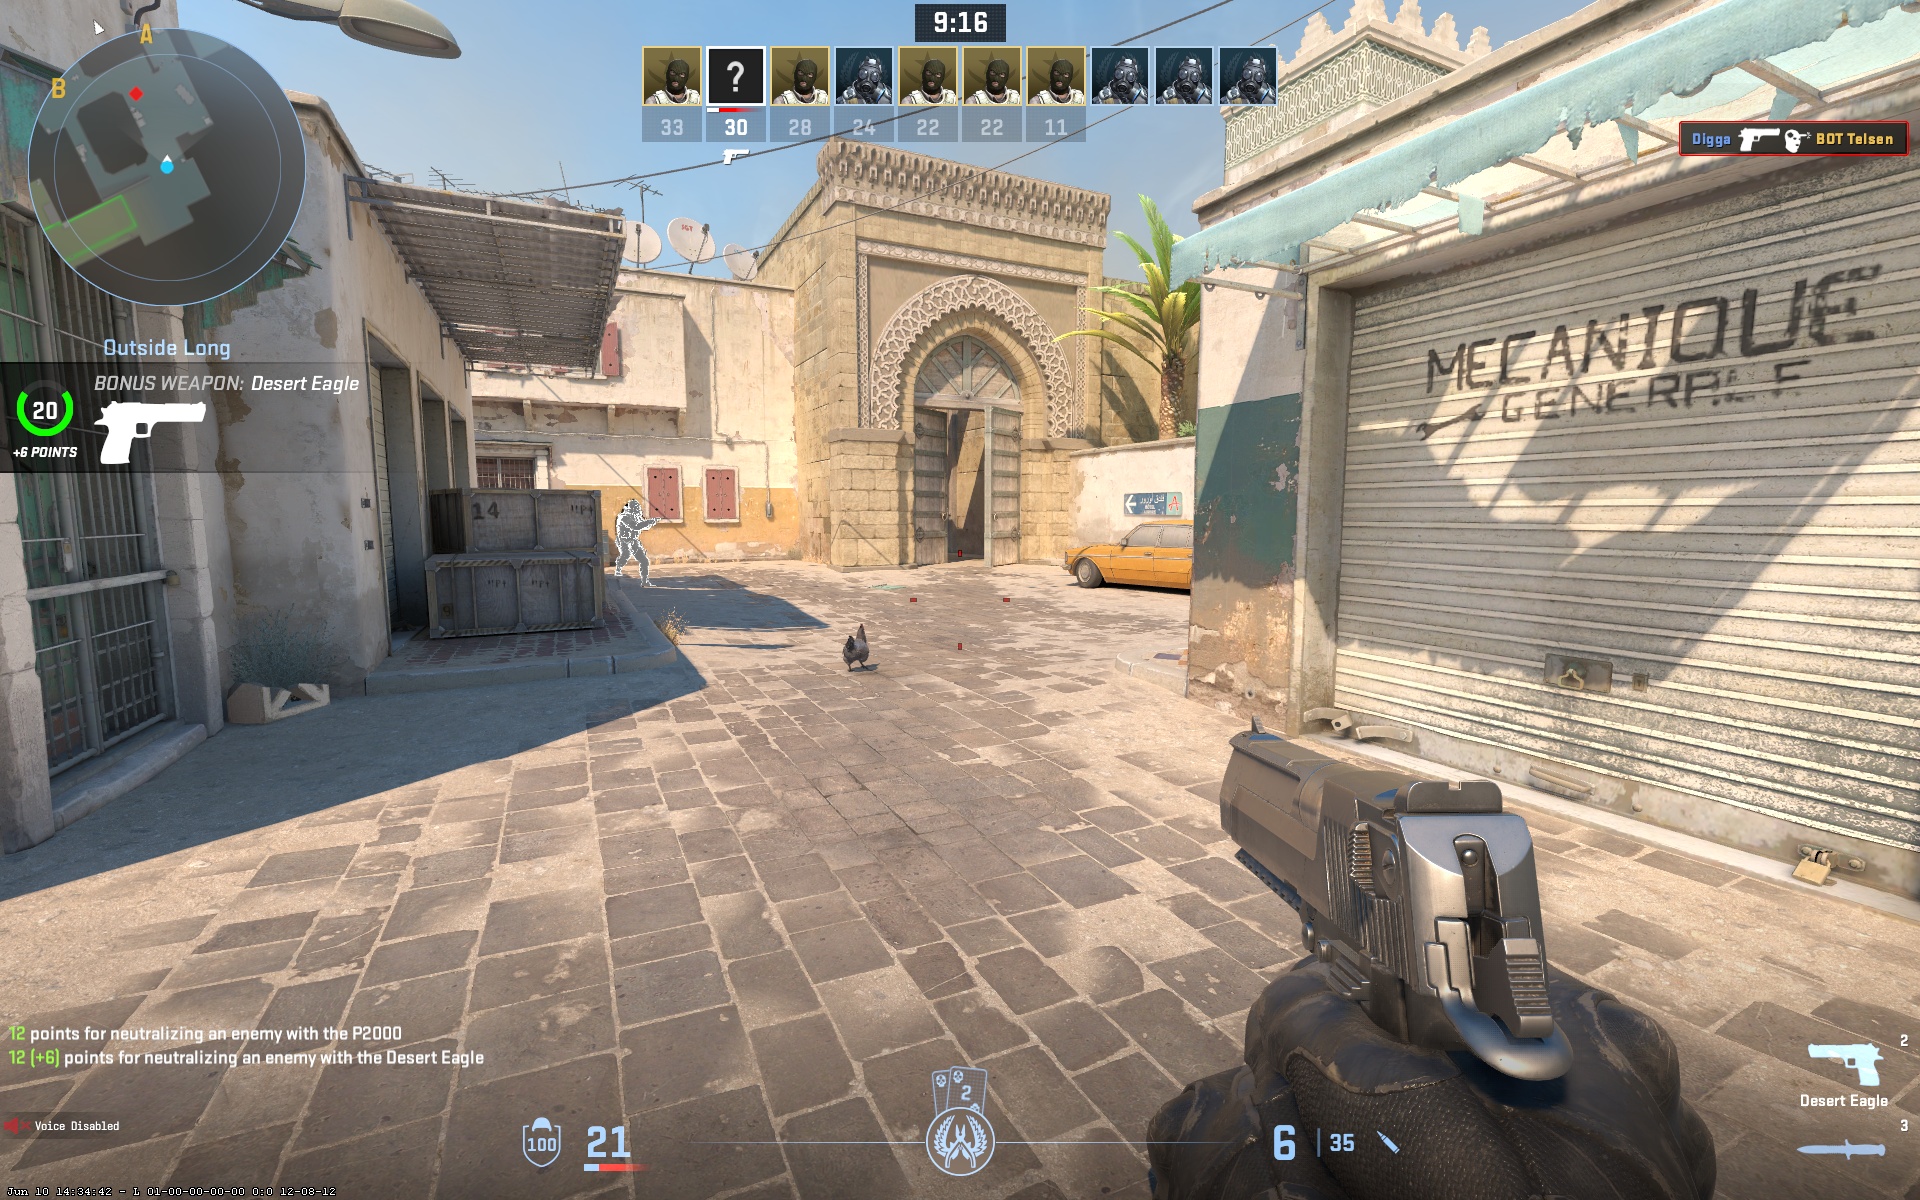 9:16
A
B
?
33 30 28 24 22 22 11
Digga BOT Telsen
SGT
Outside Long
BONUS WEAPON: Desert Eagle
20
+6 POINTS
MECANIQUE
GENERALE
14
A
12 points for neutralizing an enemy with the P2000
12 (+6) points for neutralizing an enemy with the Desert Eagle
Voice Disabled
100 21
2
6 | 35
2
Desert Eagle
3
Jun 10 14:34:42 - L 01-00-00-00-00 0:0 12-08-12